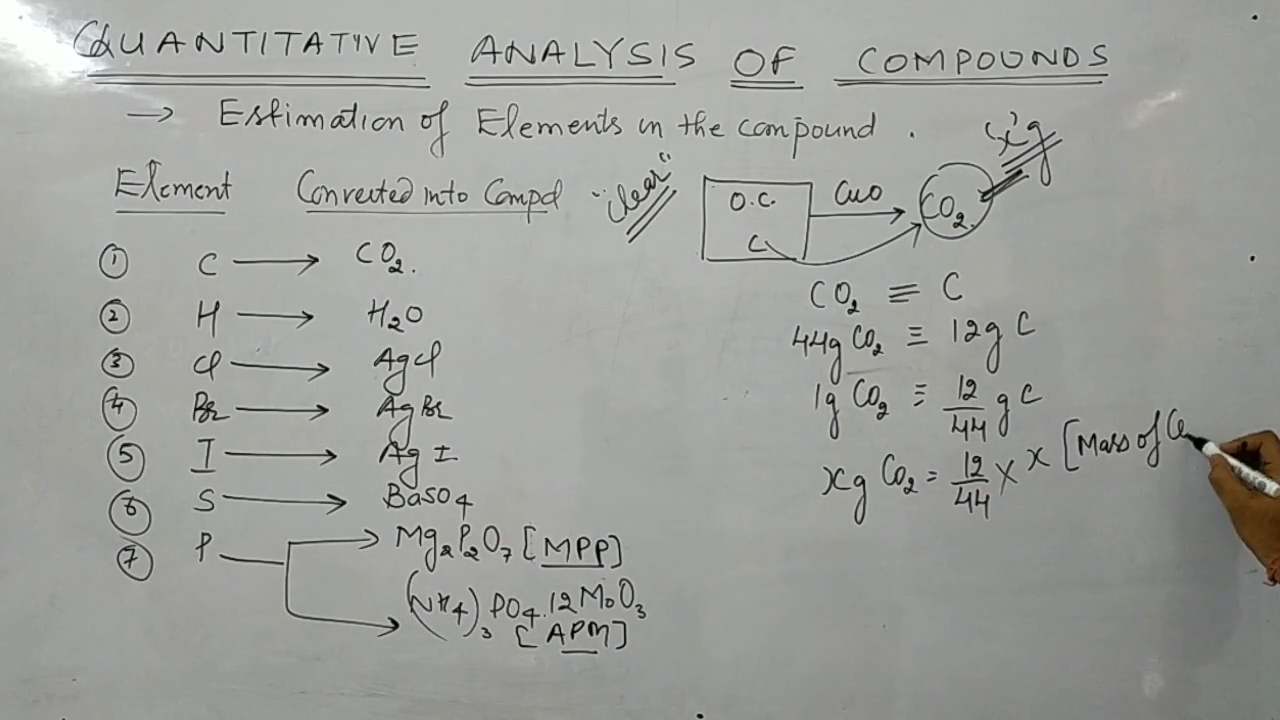 QUANTITATIVE ANALYSIS OF COMPOUNDS
→ Estimation of Elements in the compound .
Element Converted into Compd "Clear"
① C → CO₂.
② H → H₂O
③ Cl → AgCl
④ Br → AgBr
⑤ I → AgI
⑥ S → BaSO₄
⑦ P → Mg₂P₂O₇ [MPP]
(NH₄)₃PO₄.12MoO₃
[APM]
O.C. CuO → CO₂. 'x'g
C
CO₂ ≡ C
44g CO₂ ≡ 12g C
1g CO₂ ≡ 12/44 g C
xg CO₂ = 12/44 × x [Mass of